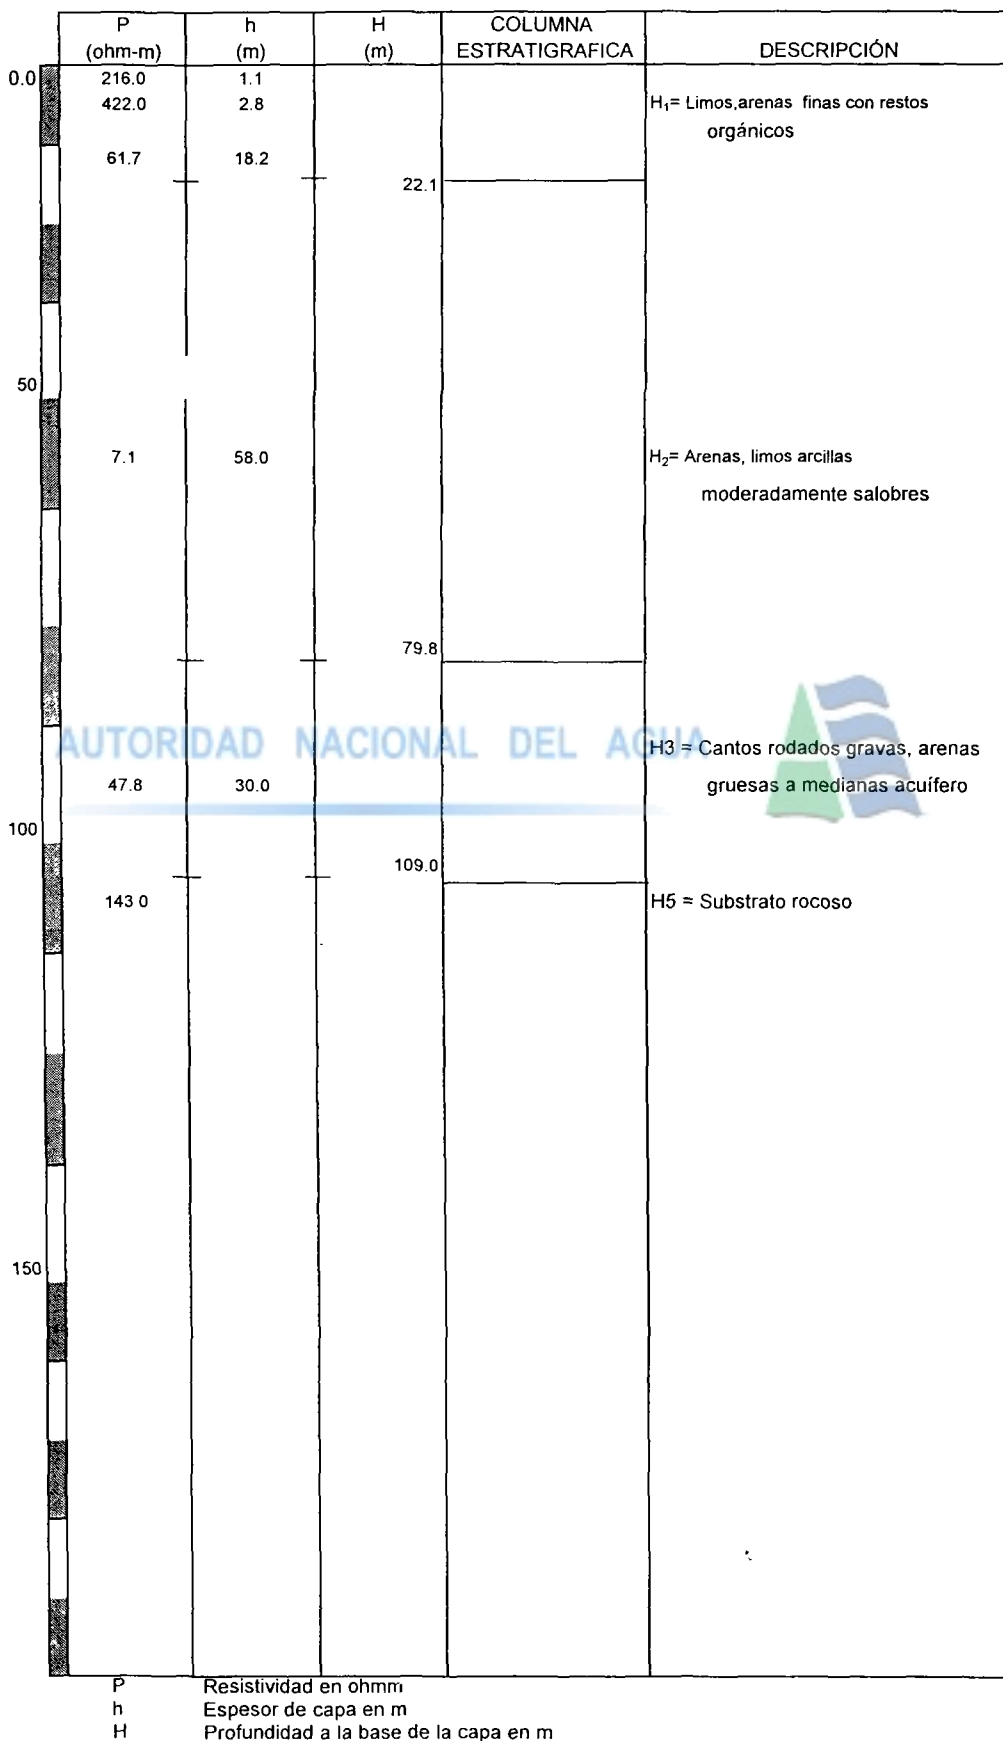 P h H COLUMNA
(ohm-m) (m) (m) ESTRATIGRAFICA DESCRIPCIÓN
0.0 216.0 1.1
422.0 2.8 H₁= Limos,arenas finas con restos
orgánicos
61.7 18.2
22.1
50
7.1 58.0 H₂= Arenas, limos arcillas
moderadamente salobres
79.8
AUTORIDAD NACIONAL DEL AGUA
H3 = Cantos rodados gravas, arenas
47.8 30.0 gruesas a medianas acuífero
100
109.0
143.0 H5 = Substrato rocoso
150
P Resistividad en ohmm
h Espesor de capa en m
H Profundidad a la base de la capa en m